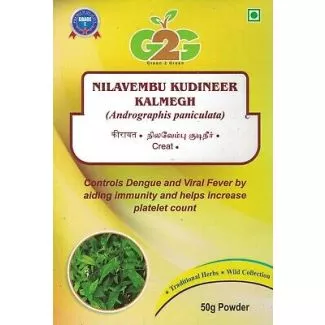 GRADE
1
G2G
Green 2 Green
NILAVEMBU KUDINEER
KALMEGH
(Andrographis paniculata)
कीरायत • நிலவேம்பு குடிநீர் •
Creat •
Controls Dengue and Viral Fever by
aiding immunity and helps increase
platelet count
• Traditional Herbs • Wild Collection •
50g Powder